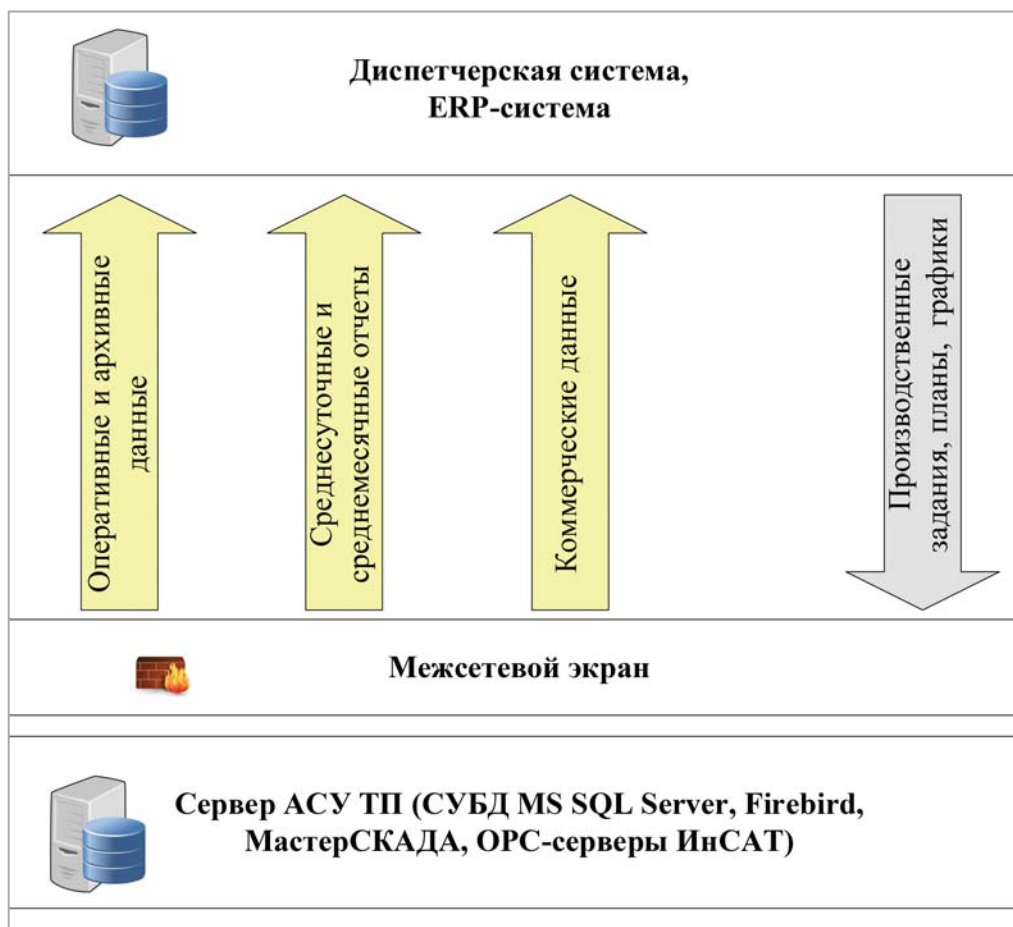 Диспетчерская система,
ERP-система
Оперативные и архивные
данные
Среднесуточные и
среднемесячные отчеты
Коммерческие данные
Производственные
задания, планы, графики
Межсетевой экран
Сервер АСУ ТП (СУБД MS SQL Server, Firebird,
МастерСКАДА, ОРС-серверы ИнСАТ)